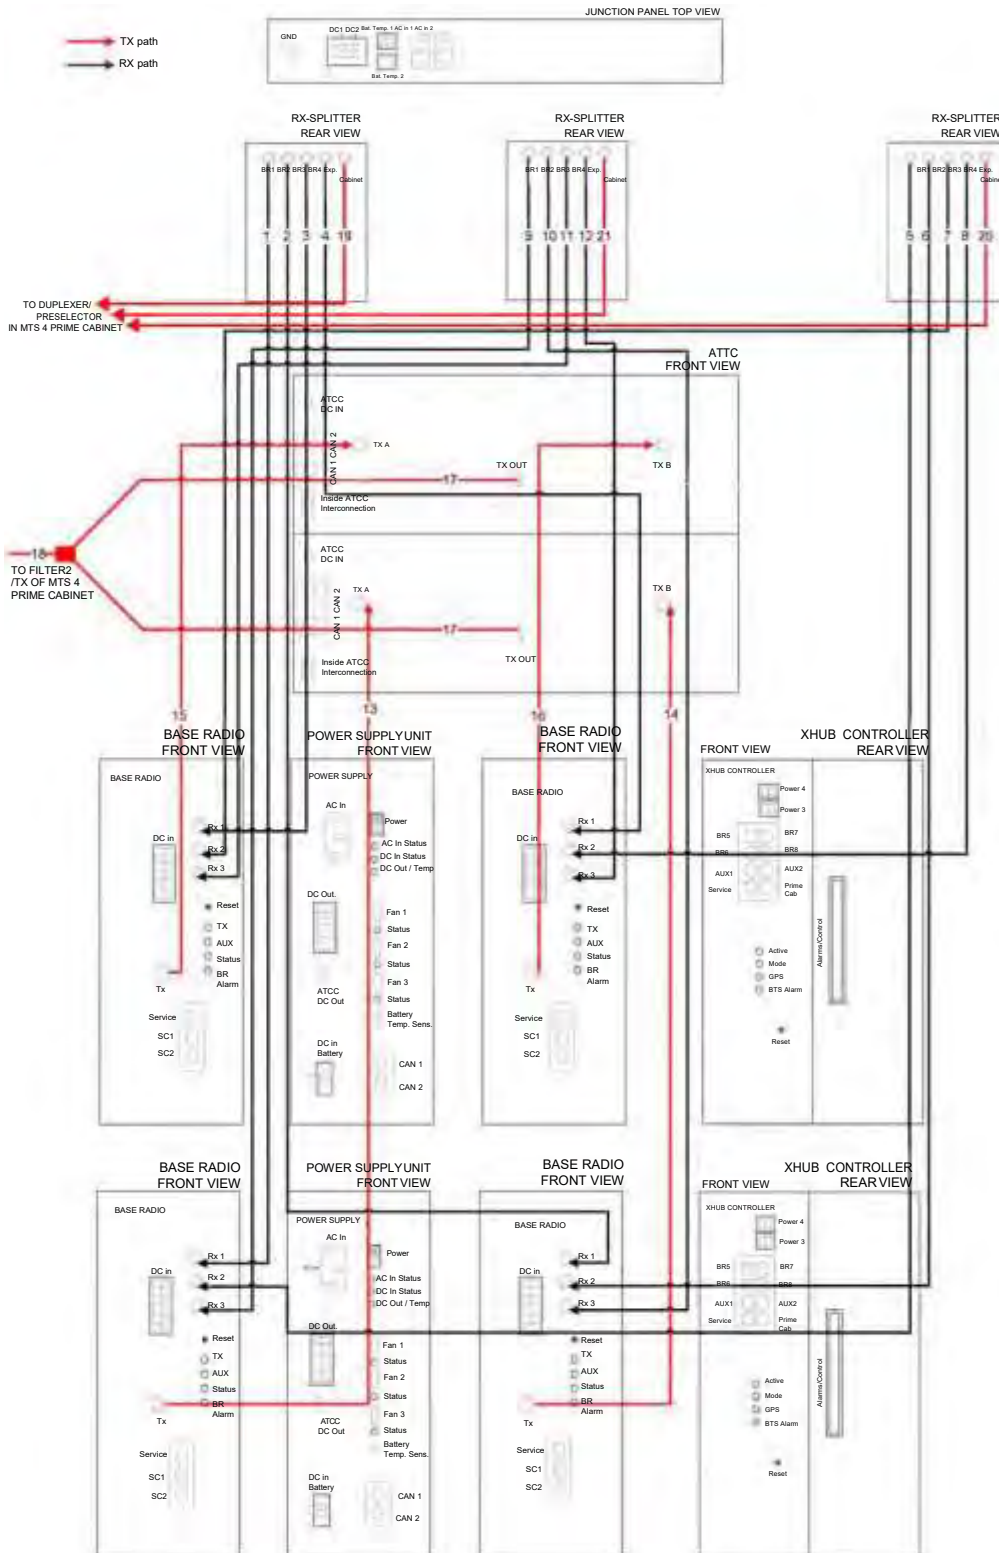 JUNCTION PANEL TOP VIEW
TX path
RX path
GND
DC1 DC2 Bat. Temp. 1 AC in 1 AC in 2
Bat. Temp. 2
RX-SPLITTER
REAR VIEW
BR1 BR2 BR3 BR4 Exp.
Cabinet
1 2 3 4 19
RX-SPLITTER
REAR VIEW
BR1 BR2 BR3 BR4 Exp.
Cabinet
9 10 11 12 21
RX-SPLITTER
REAR VIEW
BR1 BR2 BR3 BR4 Exp.
Cabine
5 6 7 8 20
TO DUPLEXER/
PRESELECTOR
IN MTS 4 PRIME CABINET
ATTC
FRONT VIEW
ATCC
DC IN
CAN 1 CAN 2
TX A
TX OUT
TX B
17
Inside ATCC
Interconnection
18
TO FILTER2
/TX OF MTS 4
PRIME CABINET
ATCC
DC IN
CAN 1 CAN 2
TX A
TX B
17
TX OUT
Inside ATCC
Interconnection
15
13
16
14
BASE RADIO
FRONT VIEW
BASE RADIO
Rx 1
DC in
Rx 2
Rx 3
Reset
TX
AUX
Status
BR
Alarm
Tx
Service
SC1
SC2
POWER SUPPLY UNIT
FRONT VIEW
POWER SUPPLY
AC In
Power
AC In Status
DC In Status
DC Out / Temp
DC Out.
Fan 1
Status
Fan 2
Status
Fan 3
ATCC
DC Out
Status
Battery
Temp. Sens.
DC in
Battery
CAN 1
CAN 2
BASE RADIO
FRONT VIEW
BASE RADIO
Rx 1
DC in
Rx 2
Rx 3
Reset
TX
AUX
Status
BR
Alarm
Tx
Service
SC1
SC2
XHUB CONTROLLER
FRONT VIEW REAR VIEW
XHUB CONTROLLER
Power 4
Power 3
BR5 BR7
BR6 BR8
AUX1 AUX2
Service Prime
Cab
Alarms/Control
Active
Mode
GPS
BTS Alarm
Reset
BASE RADIO
FRONT VIEW
BASE RADIO
Rx 1
DC in
Rx 2
Rx 3
Reset
TX
AUX
Status
BR
Alarm
Tx
Service
SC1
SC2
POWER SUPPLY UNIT
FRONT VIEW
POWER SUPPLY
AC In
Power
AC In Status
DC In Status
DC Out / Temp
DC Out.
Fan 1
Status
Fan 2
Status
Fan 3
ATCC
DC Out
Status
Battery
Temp. Sens.
DC in
Battery
CAN 1
CAN 2
BASE RADIO
FRONT VIEW
BASE RADIO
Rx 1
DC in
Rx 2
Rx 3
Reset
TX
AUX
Status
BR
Alarm
Tx
Service
SC1
SC2
XHUB CONTROLLER
FRONT VIEW REAR VIEW
XHUB CONTROLLER
Power 4
Power 3
BR5 BR7
BR6 BR8
AUX1 AUX2
Service Prime
Cab
Alarms/Control
Active
Mode
GPS
BTS Alarm
Reset